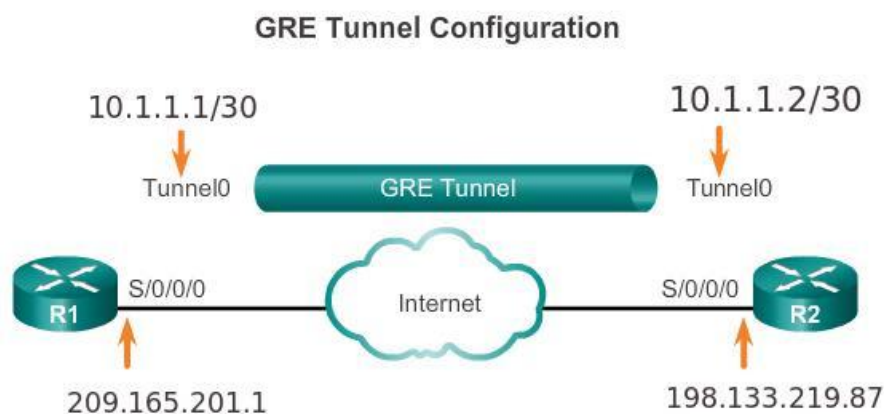 GRE Tunnel Configuration
10.1.1.1/30
10.1.1.2/30
Tunnel0
GRE Tunnel
Tunnel0
S/0/0/0
Internet
S/0/0/0
R1
R2
209.165.201.1
198.133.219.87